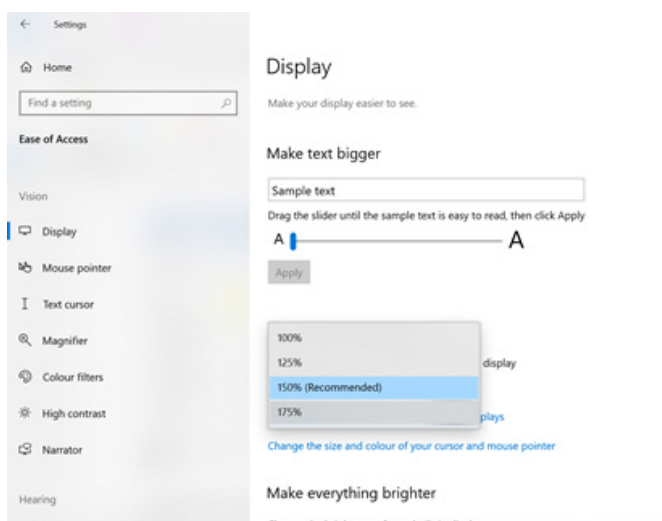 Settings
Home
Find a setting
Ease of Access
Vision
Display
Mouse pointer
Text cursor
Magnifier
Colour filters
High contrast
Narrator
Hearing
Display
Make your display easier to see.
Make text bigger
Sample text
Drag the slider until the sample text is easy to read, then click Apply
A A
Apply
100%
125%
display
150% (Recommended)
175%
plays
Change the size and colour of your cursor and mouse pointer
Make everything brighter